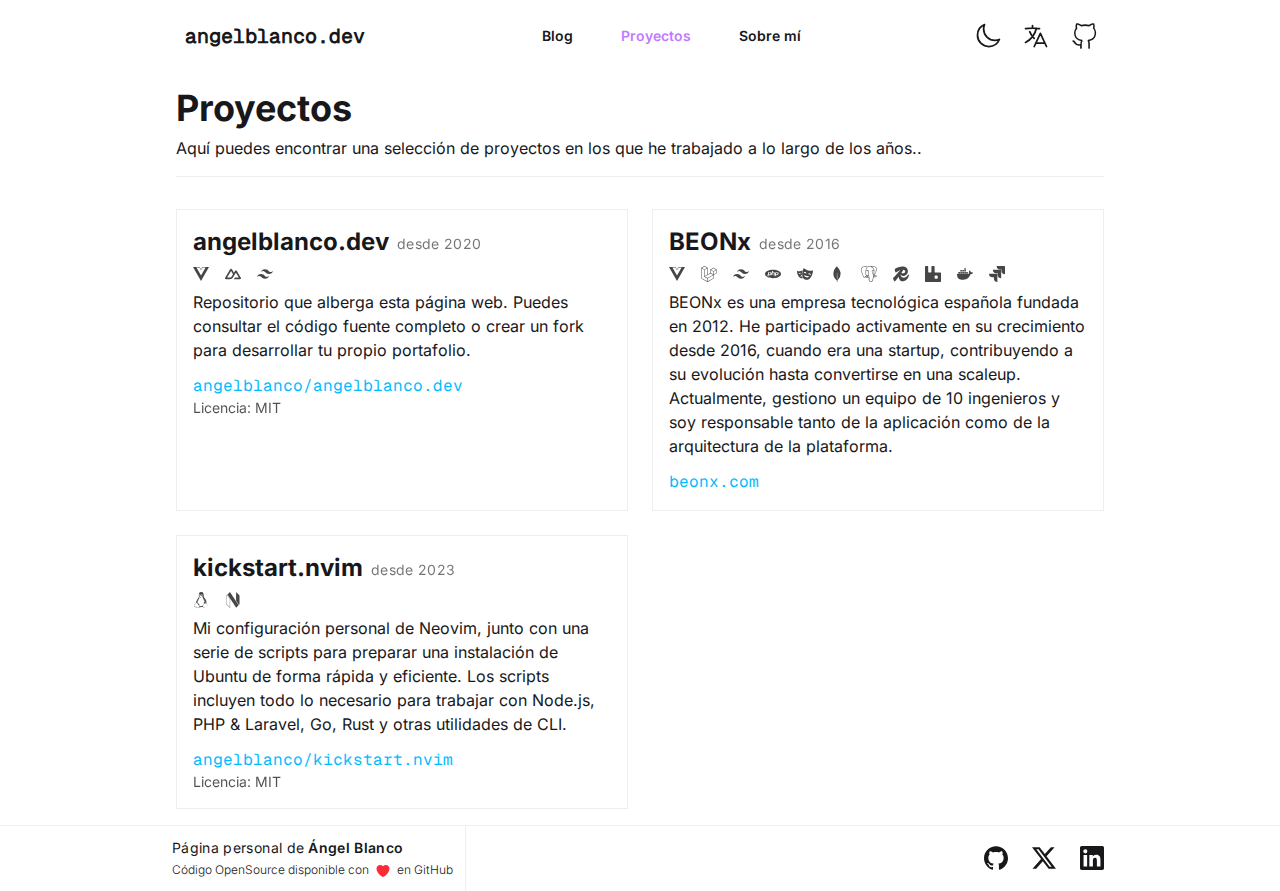 angelblanco.dev
Blog
Proyectos
Sobre mí
Proyectos
Aquí puedes encontrar una selección de proyectos en los que he trabajado a lo largo de los años..
angelblanco.dev desde 2020
Repositorio que alberga esta página web. Puedes
consultar el código fuente completo o crear un fork
para desarrollar tu propio portafolio.
angelblanco/angelblanco.dev
Licencia: MIT
BEONx desde 2016
php
BEONx es una empresa tecnológica española fundada
en 2012. He participado activamente en su crecimiento
desde 2016, cuando era una startup, contribuyendo a
su evolución hasta convertirse en una scaleup.
Actualmente, gestiono un equipo de 10 ingenieros y
soy responsable tanto de la aplicación como de la
arquitectura de la plataforma.
beonx.com
kickstart.nvim desde 2023
Mi configuración personal de Neovim, junto con una
serie de scripts para preparar una instalación de
Ubuntu de forma rápida y eficiente. Los scripts
incluyen todo lo necesario para trabajar con Node.js,
PHP & Laravel, Go, Rust y otras utilidades de CLI.
angelblanco/kickstart.nvim
Licencia: MIT
Página personal de Ángel Blanco
Código OpenSource disponible con ❤ en GitHub